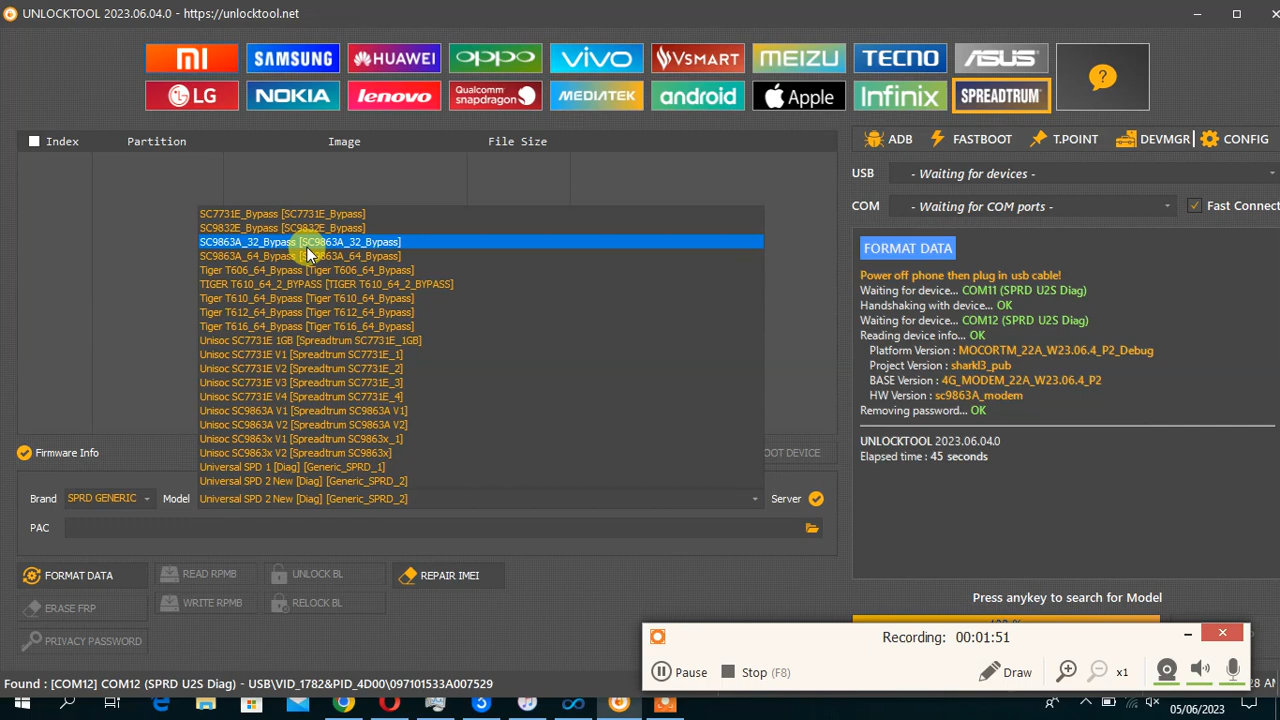 UNLOCKTOOL 2023.06.04.0 - https://unlocktool.net
mi SAMSUNG HUAWEI oppo vivo VSMART MEIZU TECNO ASUS ?
LG NOKIA lenovo Qualcomm snapdragon MEDIATEK android Apple Infinix SPREADTRUM
Index Partition Image File Size
ADB FASTBOOT T.POINT DEVMGR CONFIG
USB - Waiting for devices -
COM - Waiting for COM ports - Fast Connect
SC7731E_Bypass [SC7731E_Bypass]
SC9832E_Bypass [SC9832E_Bypass]
SC9863A_32_Bypass [SC9863A_32_Bypass]
SC9863A_64_Bypass [SC9863A_64_Bypass]
Tiger T606_64_Bypass [Tiger T606_64_Bypass]
TIGER T610_64_2_BYPASS [TIGER T610_64_2_BYPASS]
Tiger T610_64_Bypass [Tiger T610_64_Bypass]
Tiger T612_64_Bypass [Tiger T612_64_Bypass]
Tiger T616_64_Bypass [Tiger T616_64_Bypass]
Unisoc SC7731E 1GB [Spreadtrum SC7731E_1GB]
Unisoc SC7731E V1 [Spreadtrum SC7731E_1]
Unisoc SC7731E V2 [Spreadtrum SC7731E_2]
Unisoc SC7731E V3 [Spreadtrum SC7731E_3]
Unisoc SC7731E V4 [Spreadtrum SC7731E_4]
Unisoc SC9863A V1 [Spreadtrum SC9863A V1]
Unisoc SC9863A V2 [Spreadtrum SC9863A V2]
Unisoc SC9863x V1 [Spreadtrum SC9863x_1]
Unisoc SC9863x V2 [Spreadtrum SC9863x]
Universal SPD 1 [Diag] [Generic_SPRD_1]
Universal SPD 2 New [Diag] [Generic_SPRD_2]
Firmware Info
OOT DEVICE
Brand SPRD GENERIC Model Universal SPD 2 New [Diag] [Generic_SPRD_2] Server
PAC
FORMAT DATA READ RPMB UNLOCK BL REPAIR IMEI
ERASE FRP WRITE RPMB RELOCK BL
PRIVACY PASSWORD
FORMAT DATA
Power off phone then plug in usb cable!
Waiting for device... COM11 (SPRD U2S Diag)
Handshaking with device... OK
Waiting for device... COM12 (SPRD U2S Diag)
Reading device info... OK
Platform Version : MOCORTM_22A_W23.06.4_P2_Debug
Project Version : sharkl3_pub
BASE Version : 4G_MODEM_22A_W23.06.4_P2
HW Version : sc9863A_modem
Removing password... OK
UNLOCKTOOL 2023.06.04.0
Elapsed time : 45 seconds
Press anykey to search for Model
Recording: 00:01:51
Pause Stop (F8) Draw x1
Found : [COM12] COM12 (SPRD U2S Diag) - USB\VID_1782&PID_4D00\097101533A007529
28 AM
05/06/2023